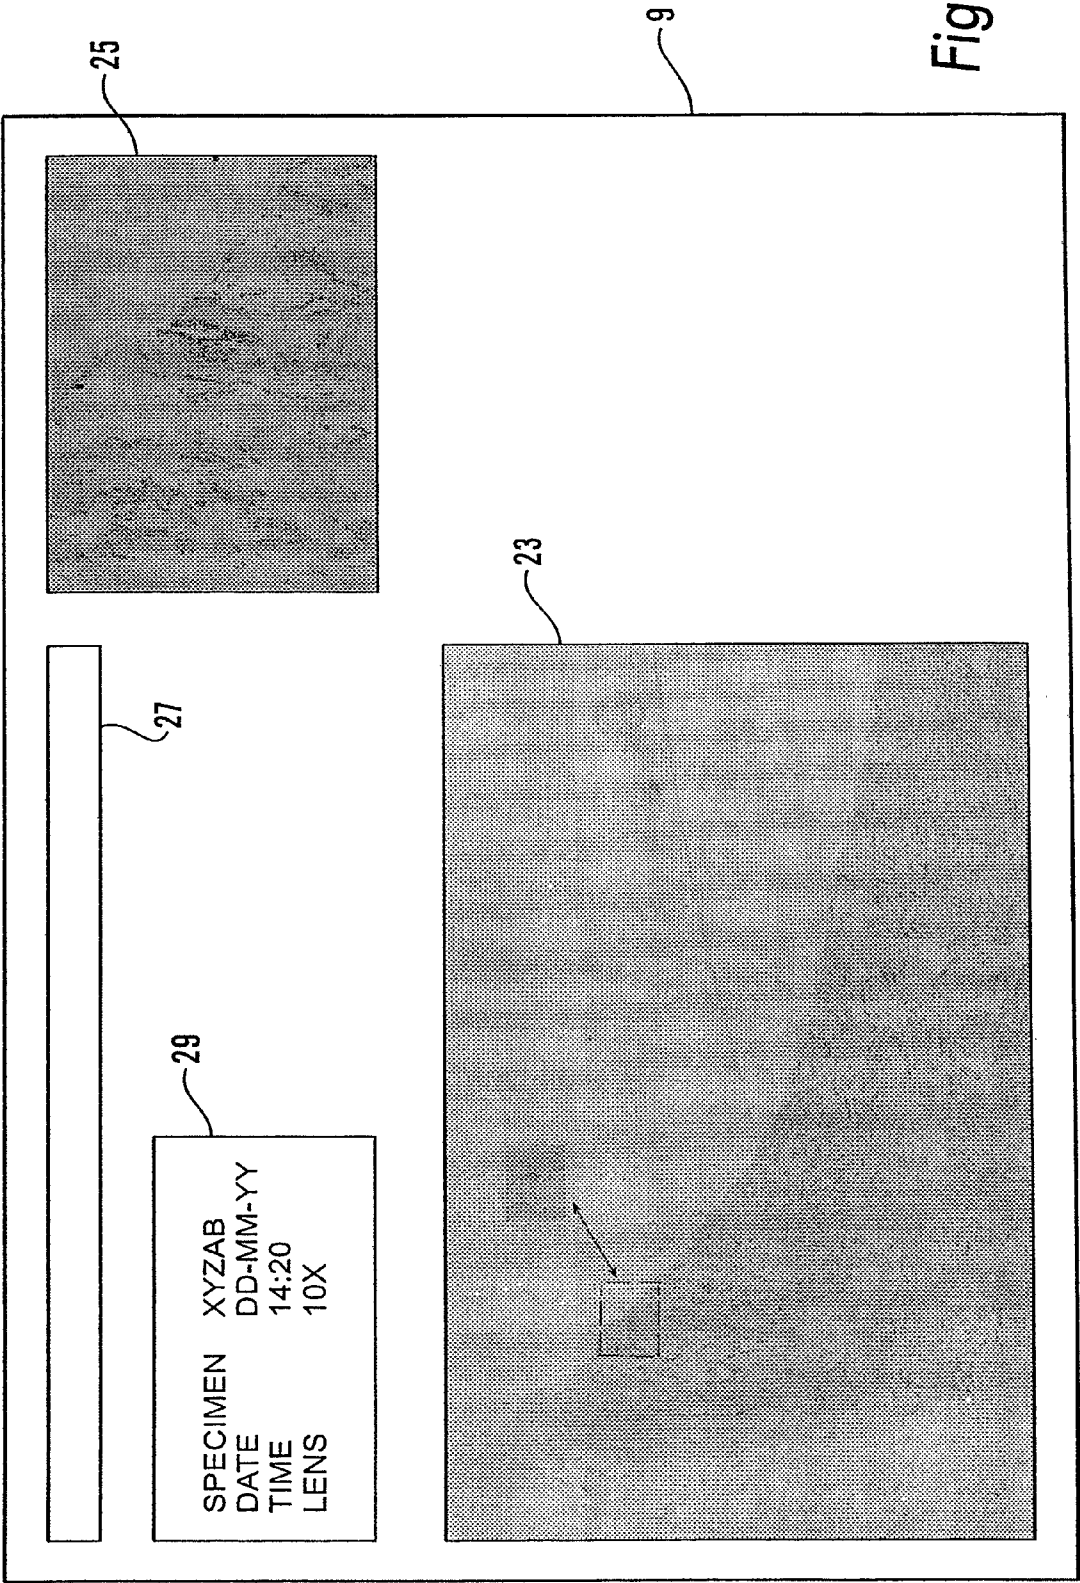 25
9
Fig
27
23
29
SPECIMEN XYZAB
DATE DD-MM-YY
TIME 14:20
LENS 10X